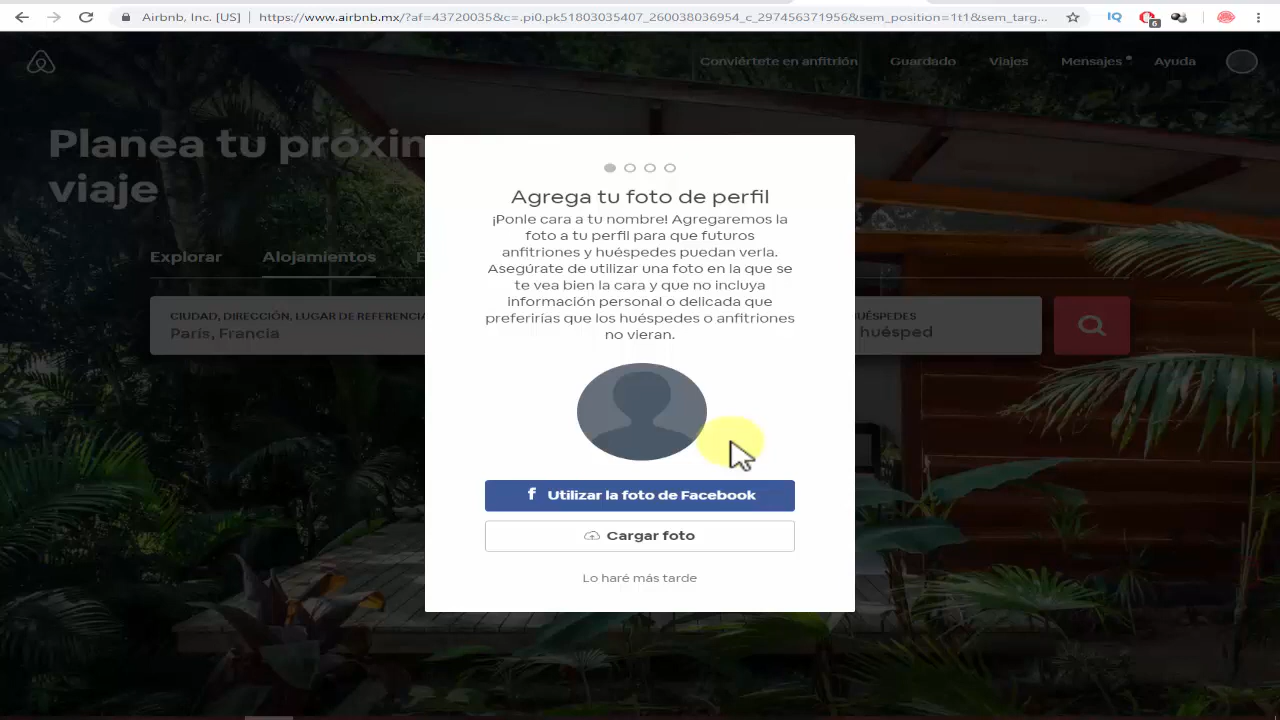 Airbnb, Inc. [US]
https://www.airbnb.mx/?af=43720035&c=.pi0.pk51803035407_260038036954_c_297456371956&sem_position=1t1&sem_targ...
IQ
6
Conviértete en anfitrión
Guardado
Viajes
Mensajes
Ayuda
Planea tu próxim
viaje
Explorar
Alojamientos
CIUDAD, DIRECCIÓN, LUGAR DE REFERENCIA
París, Francia
HUÉSPEDES
huésped
Agrega tu foto de perfil
¡Ponle cara a tu nombre! Agregaremos la
foto a tu perfil para que futuros
anfitriones y huéspedes puedan verla.
Asegúrate de utilizar una foto en la que se
te vea bien la cara y que no incluya
información personal o delicada que
preferirías que los huéspedes o anfitriones
no vieran.
f Utilizar la foto de Facebook
Cargar foto
Lo haré más tarde